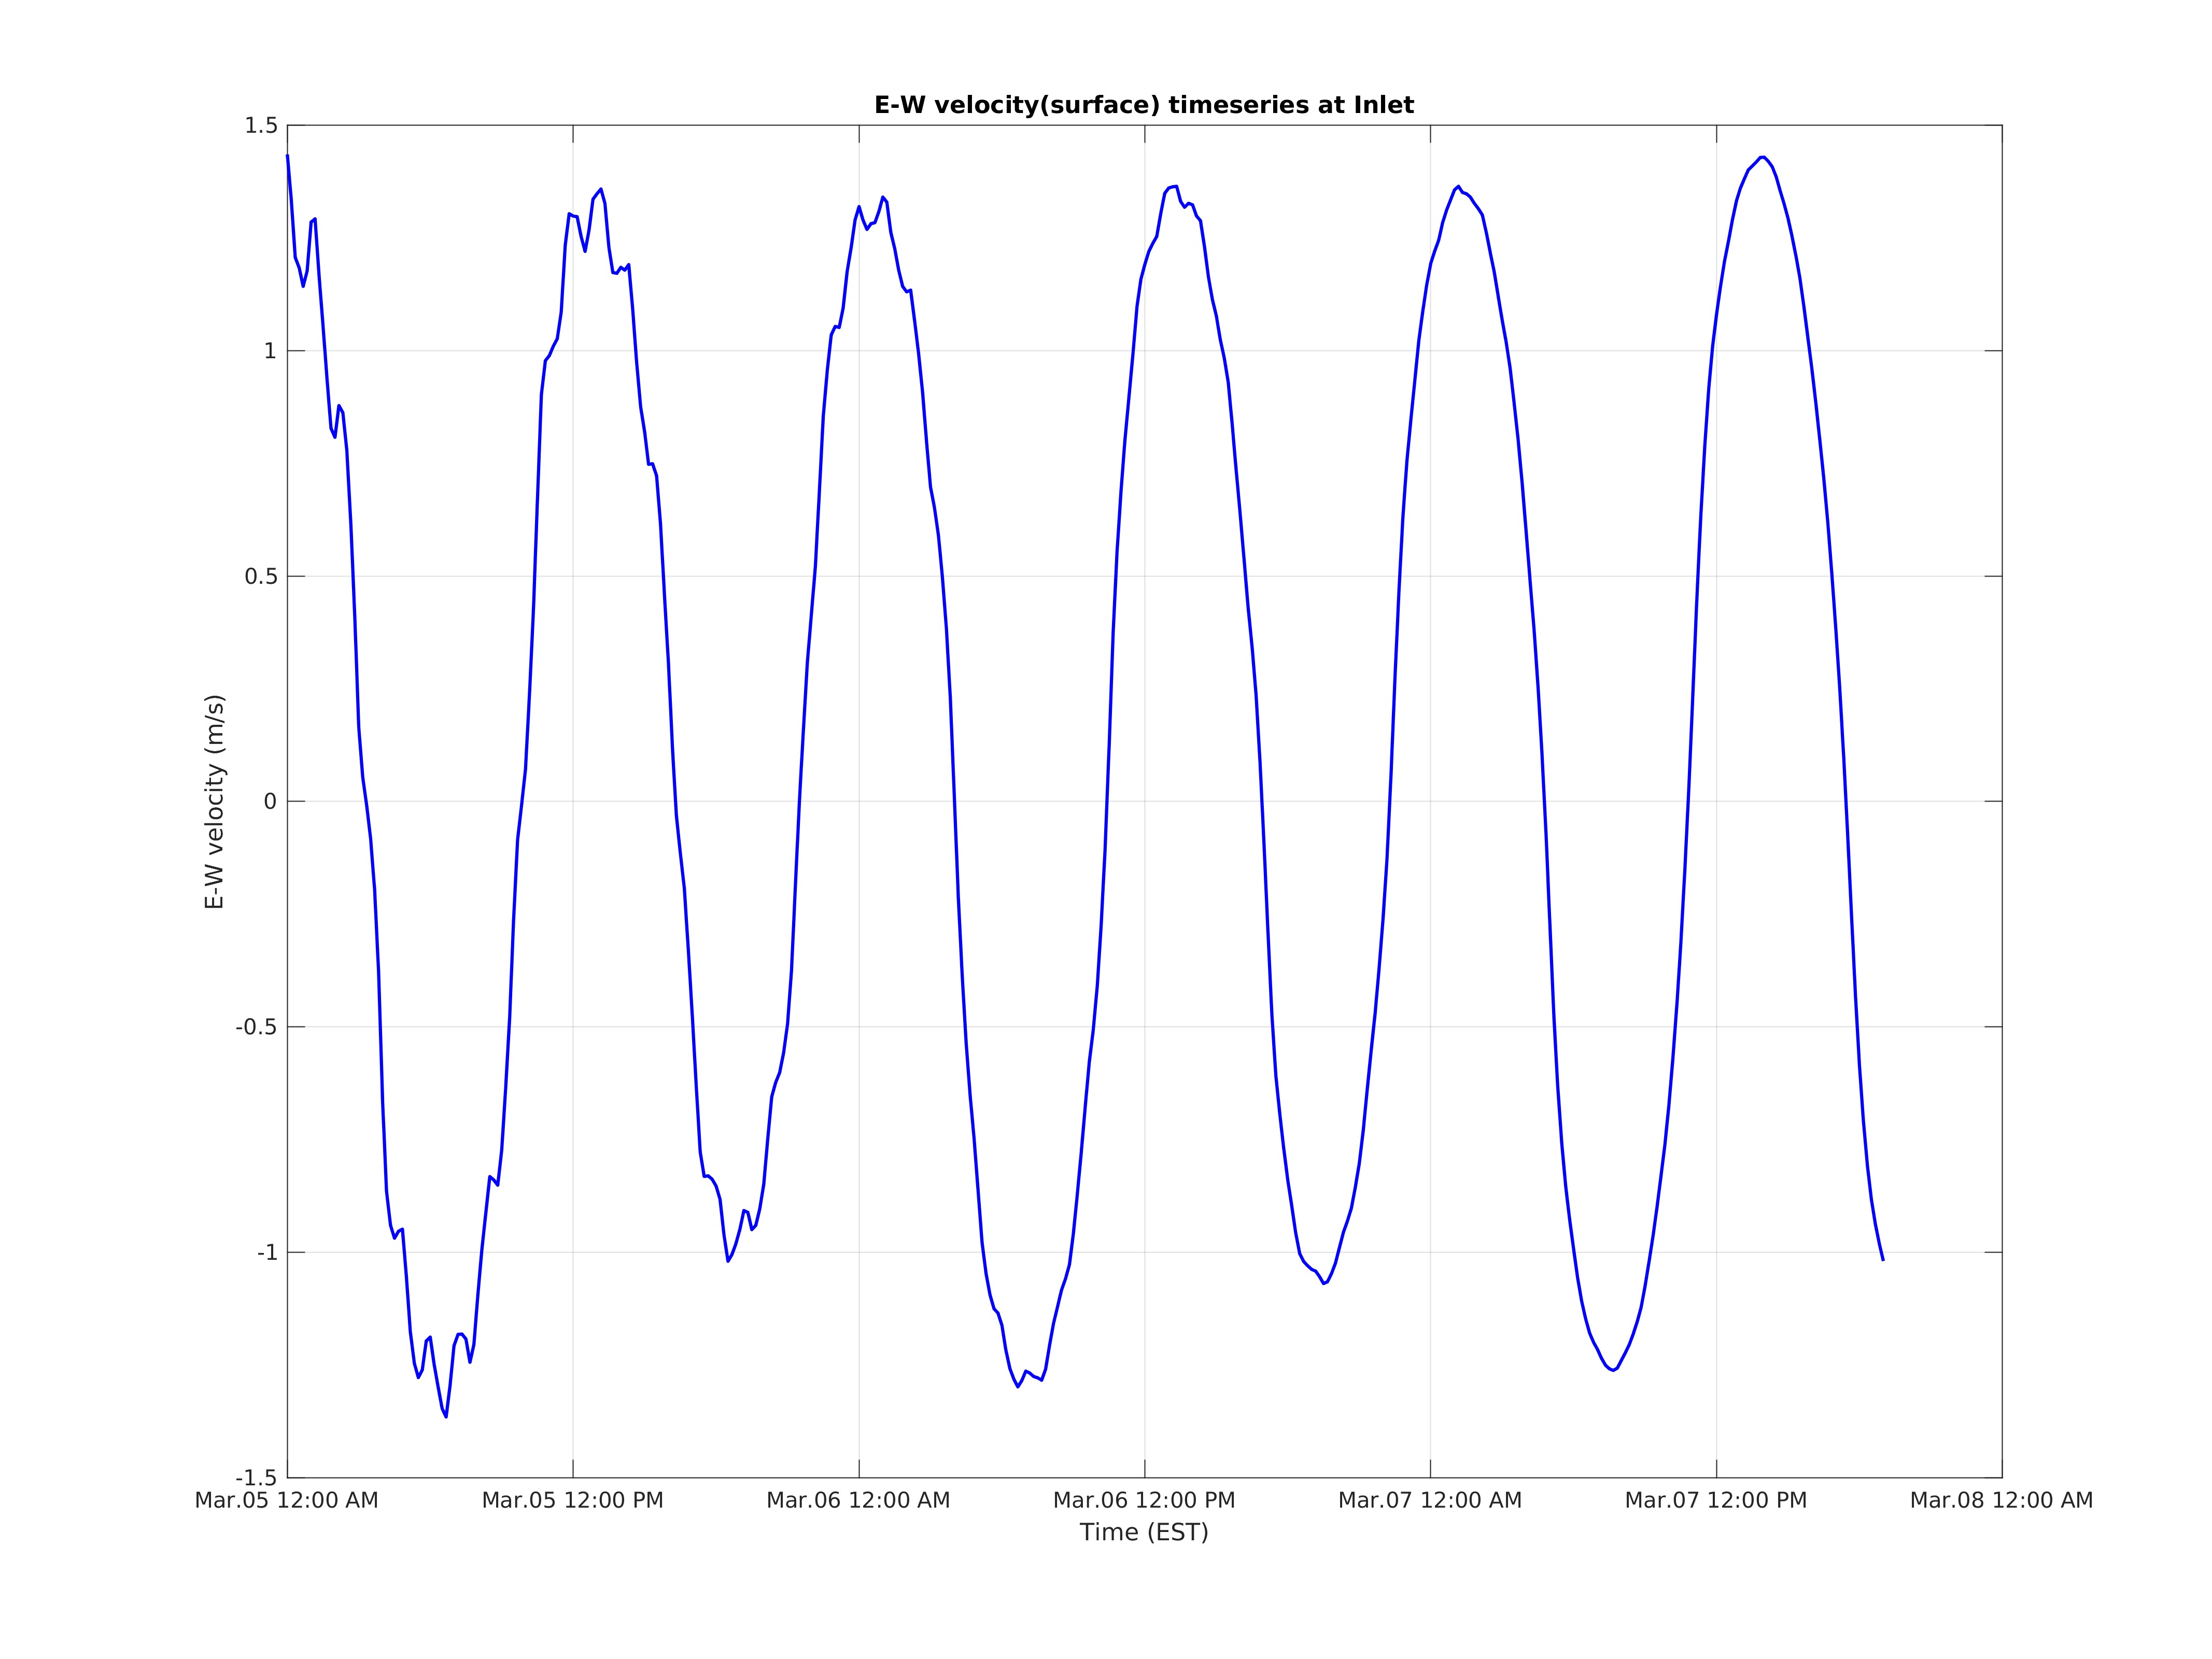 E-W velocity(surface) timeseries at Inlet
1.5
1
0.5
0
-0.5
-1
-1.5
E-W velocity (m/s)
Mar.05 12:00 AM Mar.05 12:00 PM Mar.06 12:00 AM Mar.06 12:00 PM Mar.07 12:00 AM Mar.07 12:00 PM Mar.08 12:00 AM
Time (EST)